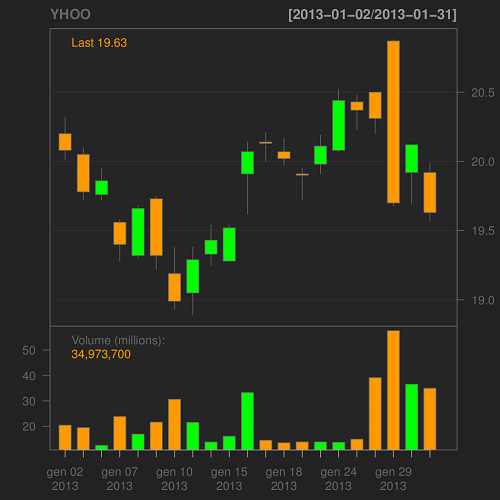 YHOO [2013−01−02/2013−01−31]
Last 19.63
20.5
20.0
19.5
19.0
Volume (millions):
34,973,700
50
40
30
20
gen 02 gen 07 gen 10 gen 15 gen 18 gen 24 gen 29
2013 2013 2013 2013 2013 2013 2013